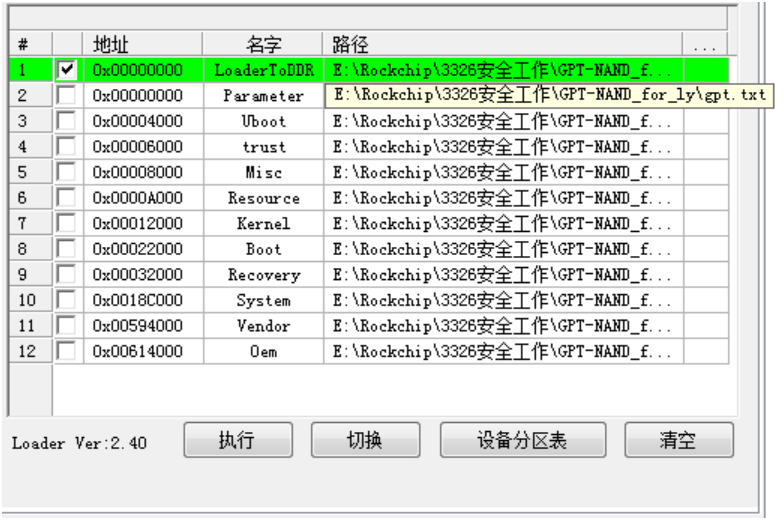 # 地址 名字 路径 ...
1 0x00000000 LoaderToDDR E:\Rockchip\3326安全工作\GPT-NAND_f...
2 0x00000000 Parameter E:\Rockchip\3326安全工作\GPT-NAND_for_ly\gpt.txt
3 0x00004000 Uboot E:\Rockchip\3326安全工作\GPT-NAND_f...
4 0x00006000 trust E:\Rockchip\3326安全工作\GPT-NAND_f...
5 0x00008000 Misc E:\Rockchip\3326安全工作\GPT-NAND_f...
6 0x0000A000 Resource E:\Rockchip\3326安全工作\GPT-NAND_f...
7 0x00012000 Kernel E:\Rockchip\3326安全工作\GPT-NAND_f...
8 0x00022000 Boot E:\Rockchip\3326安全工作\GPT-NAND_f...
9 0x00032000 Recovery E:\Rockchip\3326安全工作\GPT-NAND_f...
10 0x0018C000 System E:\Rockchip\3326安全工作\GPT-NAND_f...
11 0x00594000 Vendor E:\Rockchip\3326安全工作\GPT-NAND_f...
12 0x00614000 Oem E:\Rockchip\3326安全工作\GPT-NAND_f...
Loader Ver:2.40 执行 切换 设备分区表 清空